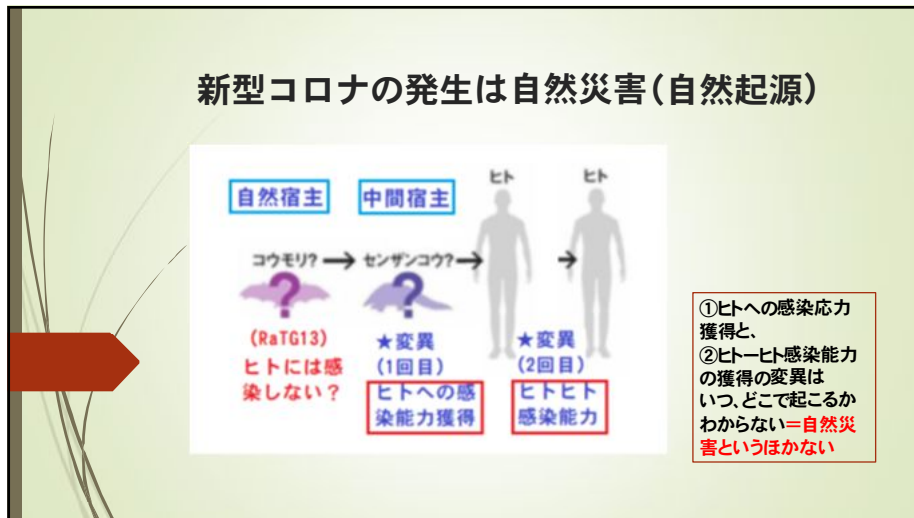 新型コロナの発生は自然災害(自然起源)
自然宿主
中間宿主
ヒト
ヒト
コウモリ?→
センザンコウ?→
→
?
?
(RaTG13)
ヒトには感
染しない？
★変異
(1回目)
ヒトへの感
染能力獲得
★変異
(2回目)
ヒトヒト
感染能力
①ヒトへの感染応力
獲得と、
②ヒトーヒト感染能力
の獲得の変異は
いつ、どこで起こるか
わからない=自然災
害というほかない